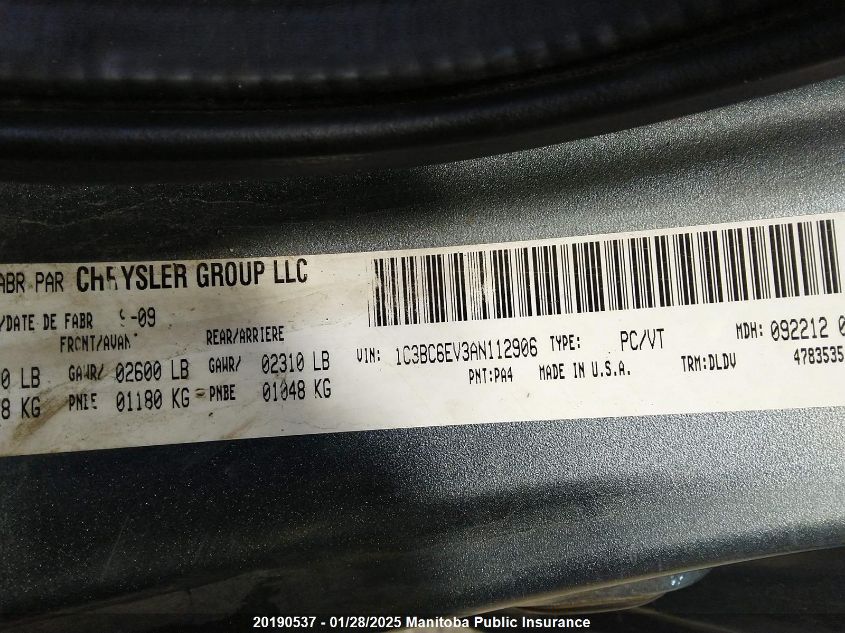 ABR PAR CHRYSLER GROUP LLC
/DATE DE FABR 9-09
FRONT/AVANT REAR/ARRIERE
0 LB GAWR/ 02600 LB GAWR/ 02310 LB
8 KG PNBE 01180 KG PNBE 01048 KG
VIN: 1C3BC6EV3AN112906 TYPE: PC/VT MDH: 092212 0
PNT:PA4 MADE IN U.S.A. TRM:DLDV 4783535
20190537 - 01/28/2025 Manitoba Public Insurance